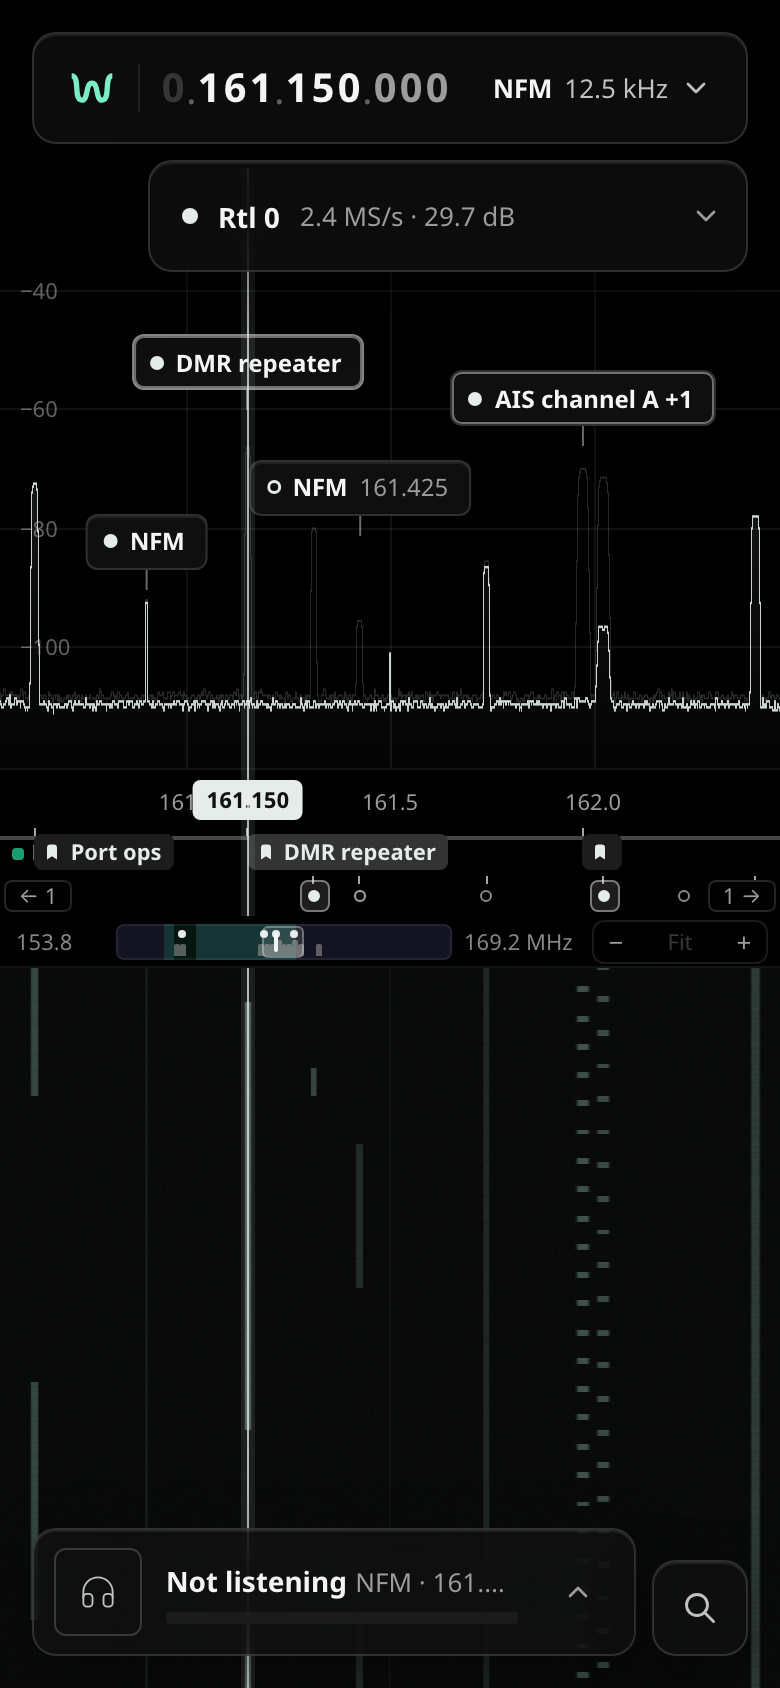 0.161.150.000 NFM 12.5 kHz
Rtl 0 2.4 MS/s · 29.7 dB
−40
DMR repeater
AIS channel A +1
−60
NFM 161.425
−80
NFM
−100
161.150 161.5 162.0
Port ops DMR repeater
← 1 1 →
153.8 169.2 MHz − Fit +
Not listening NFM · 161....